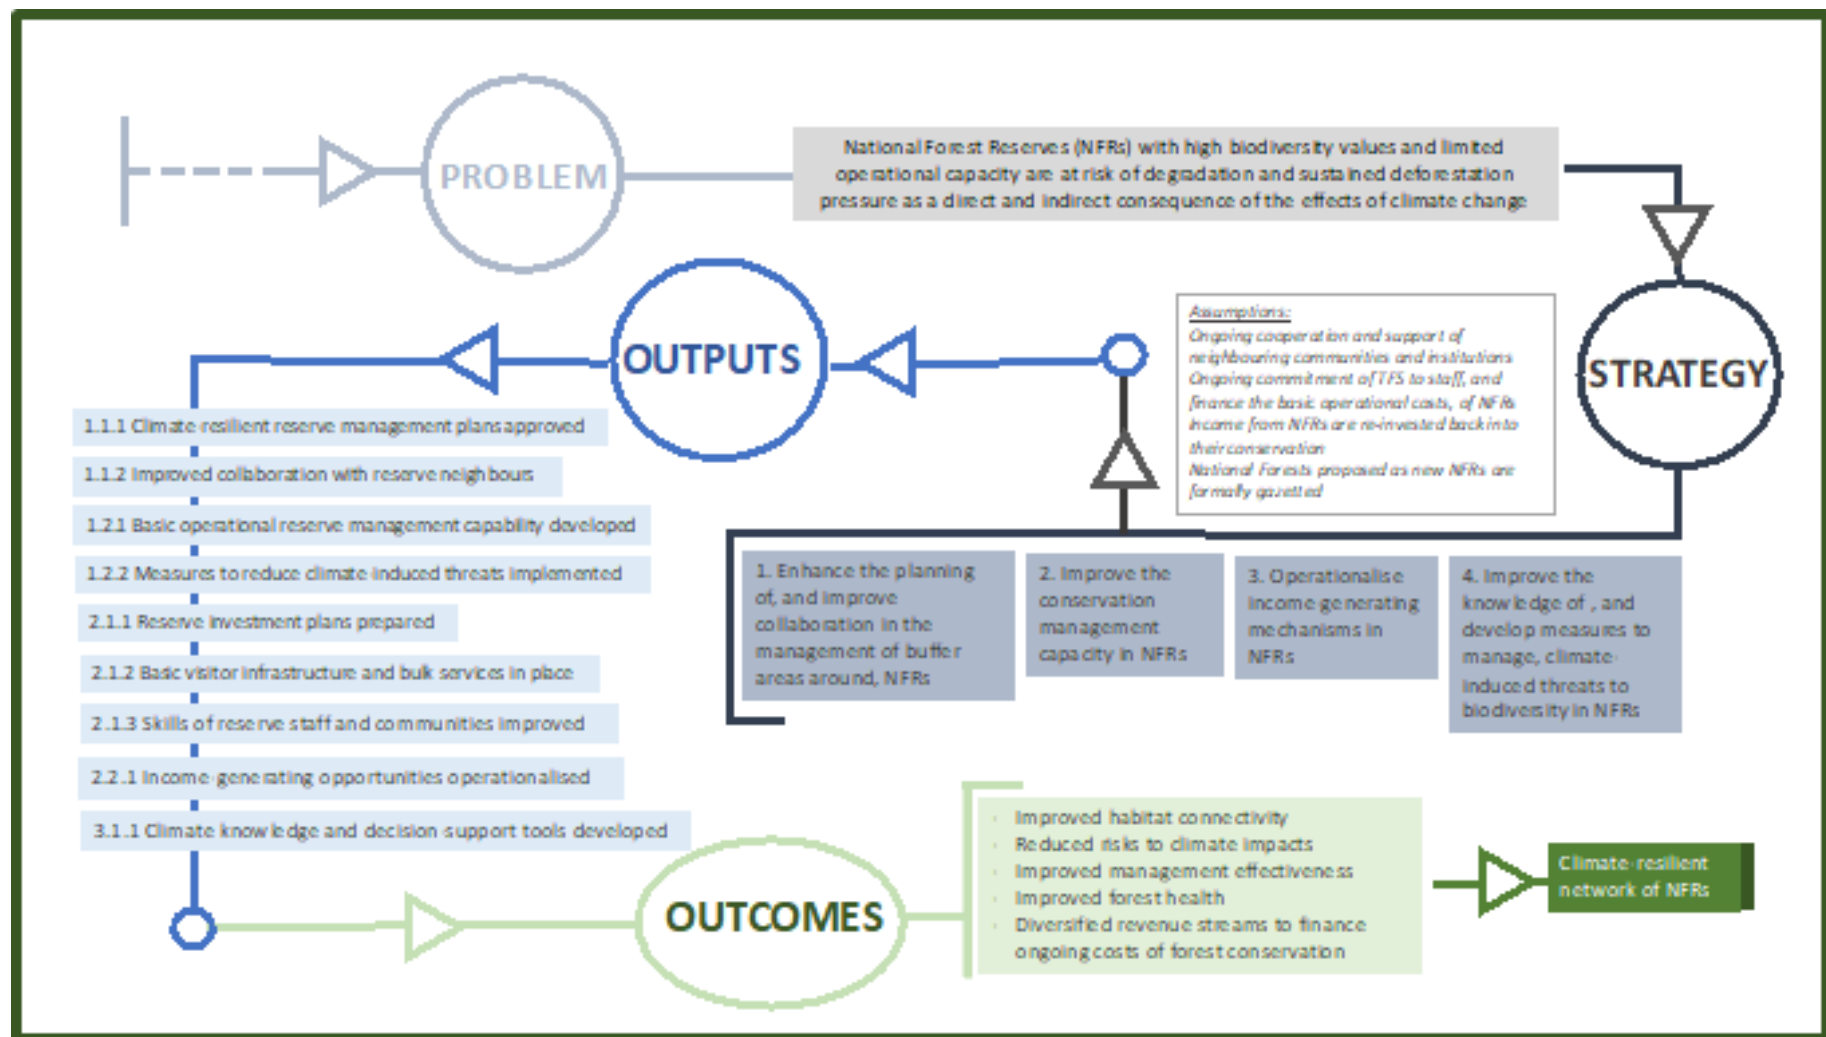 PROBLEM
National Forest Reserves (NFRs) with high biodiversity values and limited
operational capacity are at risk of degradation and sustained deforestation
pressure as a direct and indirect consequence of the effects of climate change
STRATEGY
Assumptions:
Ongoing cooperation and support of
neighbouring communities and institutions
Ongoing commitment of TFS to staff, and
finance the basic operational costs, of NFRs
Income from NFRs are re-invested back into
their conservation
National Forests proposed as new NFRs are
formally gazetted
1. Enhance the planning
of, and improve
collaboration in the
management of buffer
areas around, NFRs
2. Improve the
conservation
management
capacity in NFRs
3. Operationalise
income-generating
mechanisms in
NFRs
4. Improve the
knowledge of , and
develop measures to
manage, climate-
induced threats to
biodiversity in NFRs
OUTPUTS
1.1.1 Climate-resilient reserve management plans approved
1.1.2 Improved collaboration with reserve neighbours
1.2.1 Basic operational reserve management capability developed
1.2.2 Measures to reduce climate-induced threats implemented
2.1.1 Reserve investment plans prepared
2.1.2 Basic visitor infrastructure and bulk services in place
2.1.3 Skills of reserve staff and communities improved
2.2.1 Income-generating opportunities operationalised
3.1.1 Climate knowledge and decision-support tools developed
OUTCOMES
· Improved habitat connectivity
· Reduced risks to climate impacts
· Improved management effectiveness
· Improved forest health
· Diversified revenue streams to finance
ongoing costs of forest conservation
Climate-resilient
network of NFRs